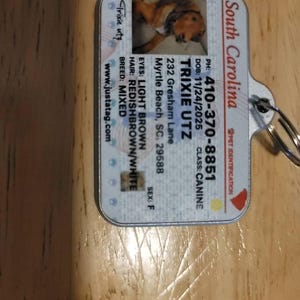 South Carolina
PET IDENTIFICATION
PH: 410-370-8851
DOB: 11/24/2025 CLASS: CANINE
TRIXIE UTZ
232 Gresham Lane
Myrtle Beach, SC. 29588
SEX: F
EYES: LIGHT BROWN
HAIR: REDISHBROWN/WHITE
BREED: MIXED
Trixie Utz
www.justatag.com